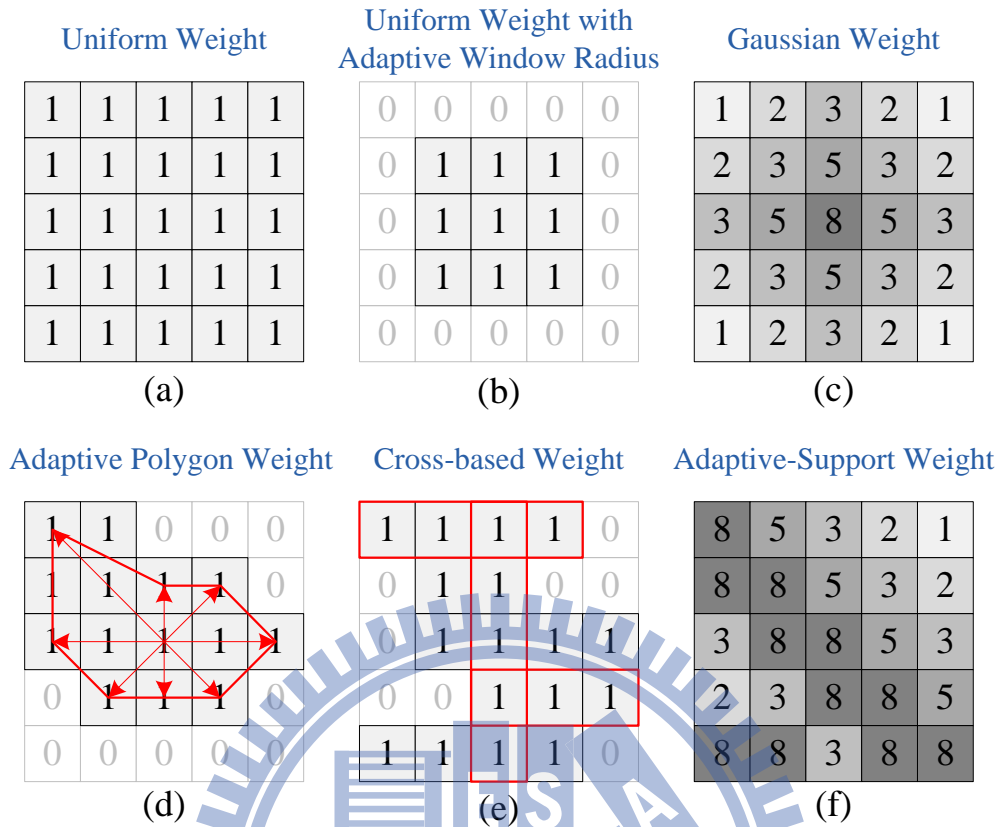 Uniform Weight
Uniform Weight with
Adaptive Window Radius
Gaussian Weight
1 1 1 1 1
1 1 1 1 1
1 1 1 1 1
1 1 1 1 1
1 1 1 1 1
(a)
0 0 0 0 0
0 1 1 1 0
0 1 1 1 0
0 1 1 1 0
0 0 0 0 0
(b)
1 2 3 2 1
2 3 5 3 2
3 5 8 5 3
2 3 5 3 2
1 2 3 2 1
(c)
Adaptive Polygon Weight
Cross-based Weight
Adaptive-Support Weight
1 1 0 0 0
1 1 1 1 0
1 1 1 1 1
0 1 1 1 0
0 0 0 0 0
(d)
1 1 1 1 0
0 1 1 0 0
0 1 1 1 1
0 0 1 1 1
1 1 1 1 0
(e)
8 5 3 2 1
8 8 5 3 2
3 8 8 5 3
2 3 8 8 5
8 8 3 8 8
(f)
ESA